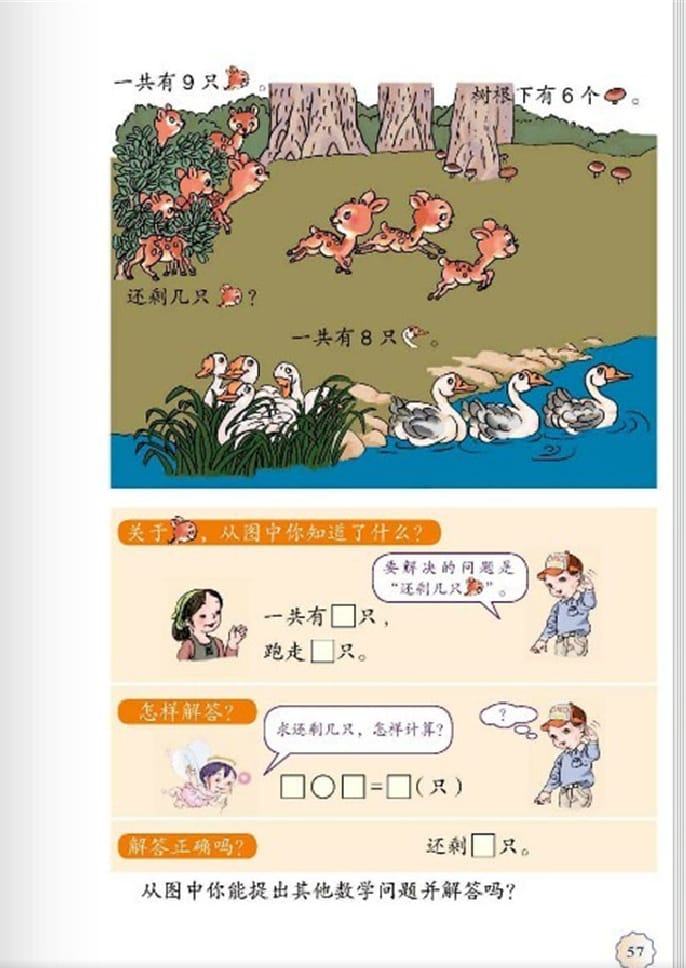 一共有9只。
树根下有6个。
还剩几只？
一共有8只。
关于，从图中你知道了什么？
要解决的问题是
“还剩几只”。
一共有□只，
跑走□只。
怎样解答？
求还剩几只，怎样计算？
？
□○□=□(只)
解答正确吗？
还剩□只。
从图中你能提出其他数学问题并解答吗？
57